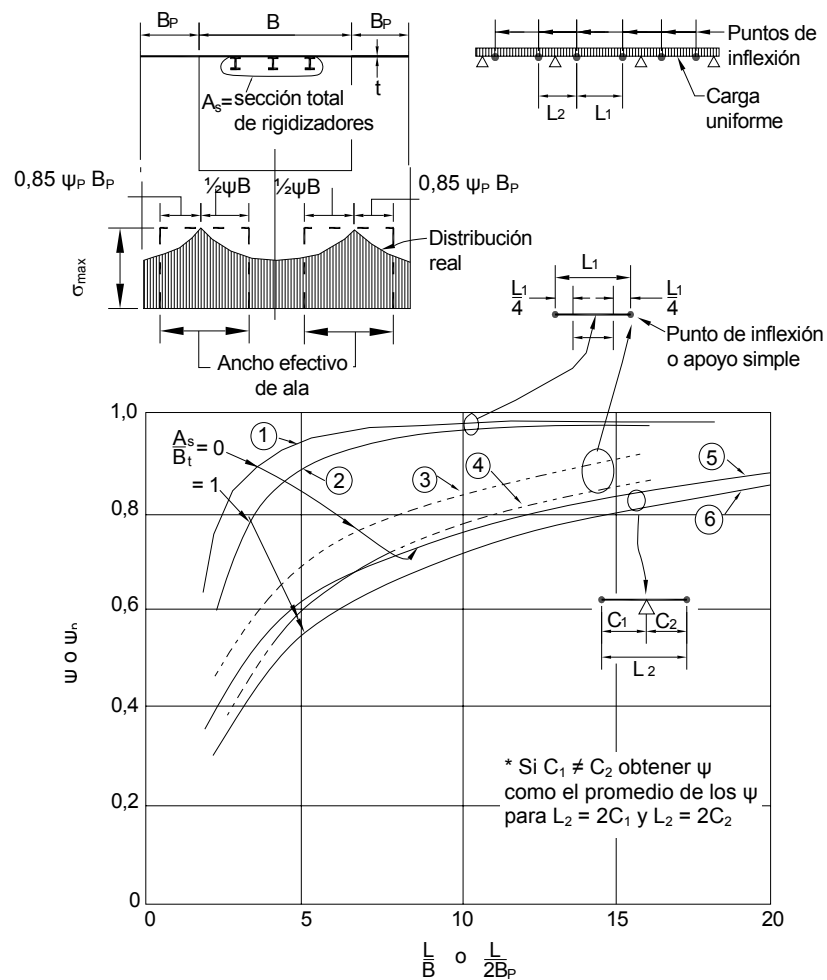 B_P B B_P
A_s= sección total
de rigidizadores
t
Puntos de
inflexión
L_2 L_1
Carga
uniforme
0,85 ψ_P B_P ½ψB ½ψB 0,85 ψ_P B_P
Distribución
real
σ_max
Ancho efectivo
de ala
L_1
L_1/4 L_1/4
Punto de inflexión
o apoyo simple
1,0
0,8
0,6
0,4
0,2
0
ψ o ψ_p
A_s/B_t = 0
= 1
1
2
3
4
5
6
C_1 C_2
L_2
* Si C_1 ≠ C_2 obtener ψ
como el promedio de los ψ
para L_2 = 2C_1 y L_2 = 2C_2
0 5 10 15 20
L/B o L/2B_P